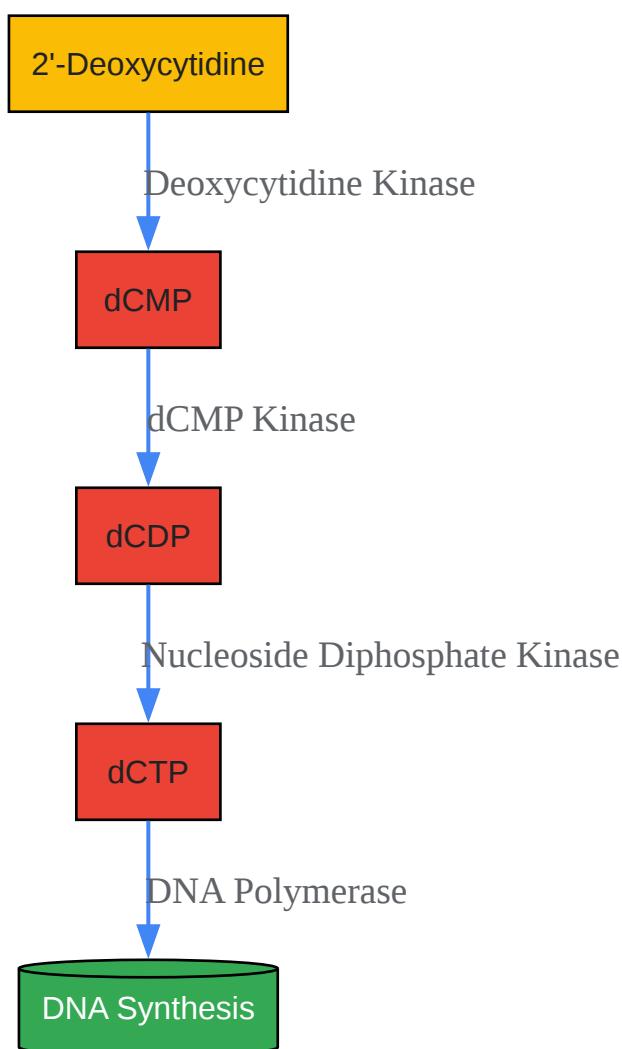 2'-Deoxycytidine
Deoxycytidine Kinase
dCMP
dCMP Kinase
dCDP
Nucleoside Diphosphate Kinase
dCTP
DNA Polymerase
DNA Synthesis